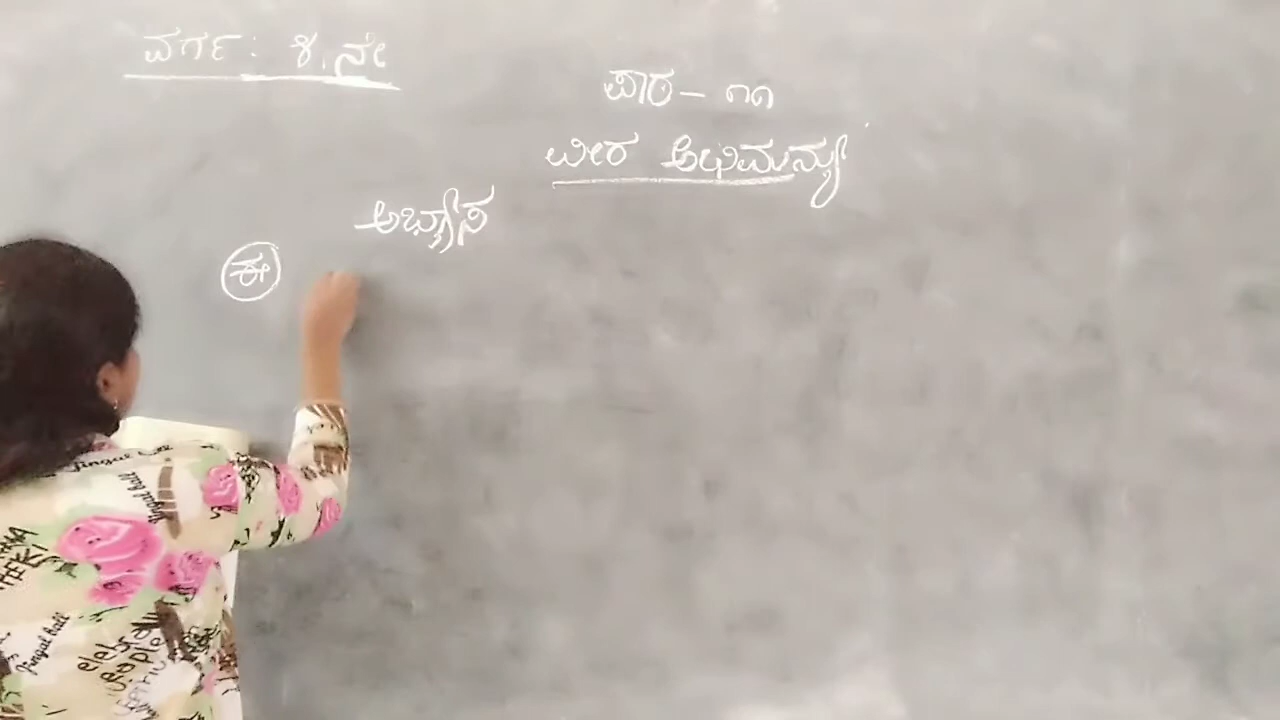 ವರ್ಗ : ೪.ನೇ
ಪಾಠ - ೧೧
ವೀರ ಅಭಿಮನ್ಯು
ಅಭ್ಯಾಸ
ಈ